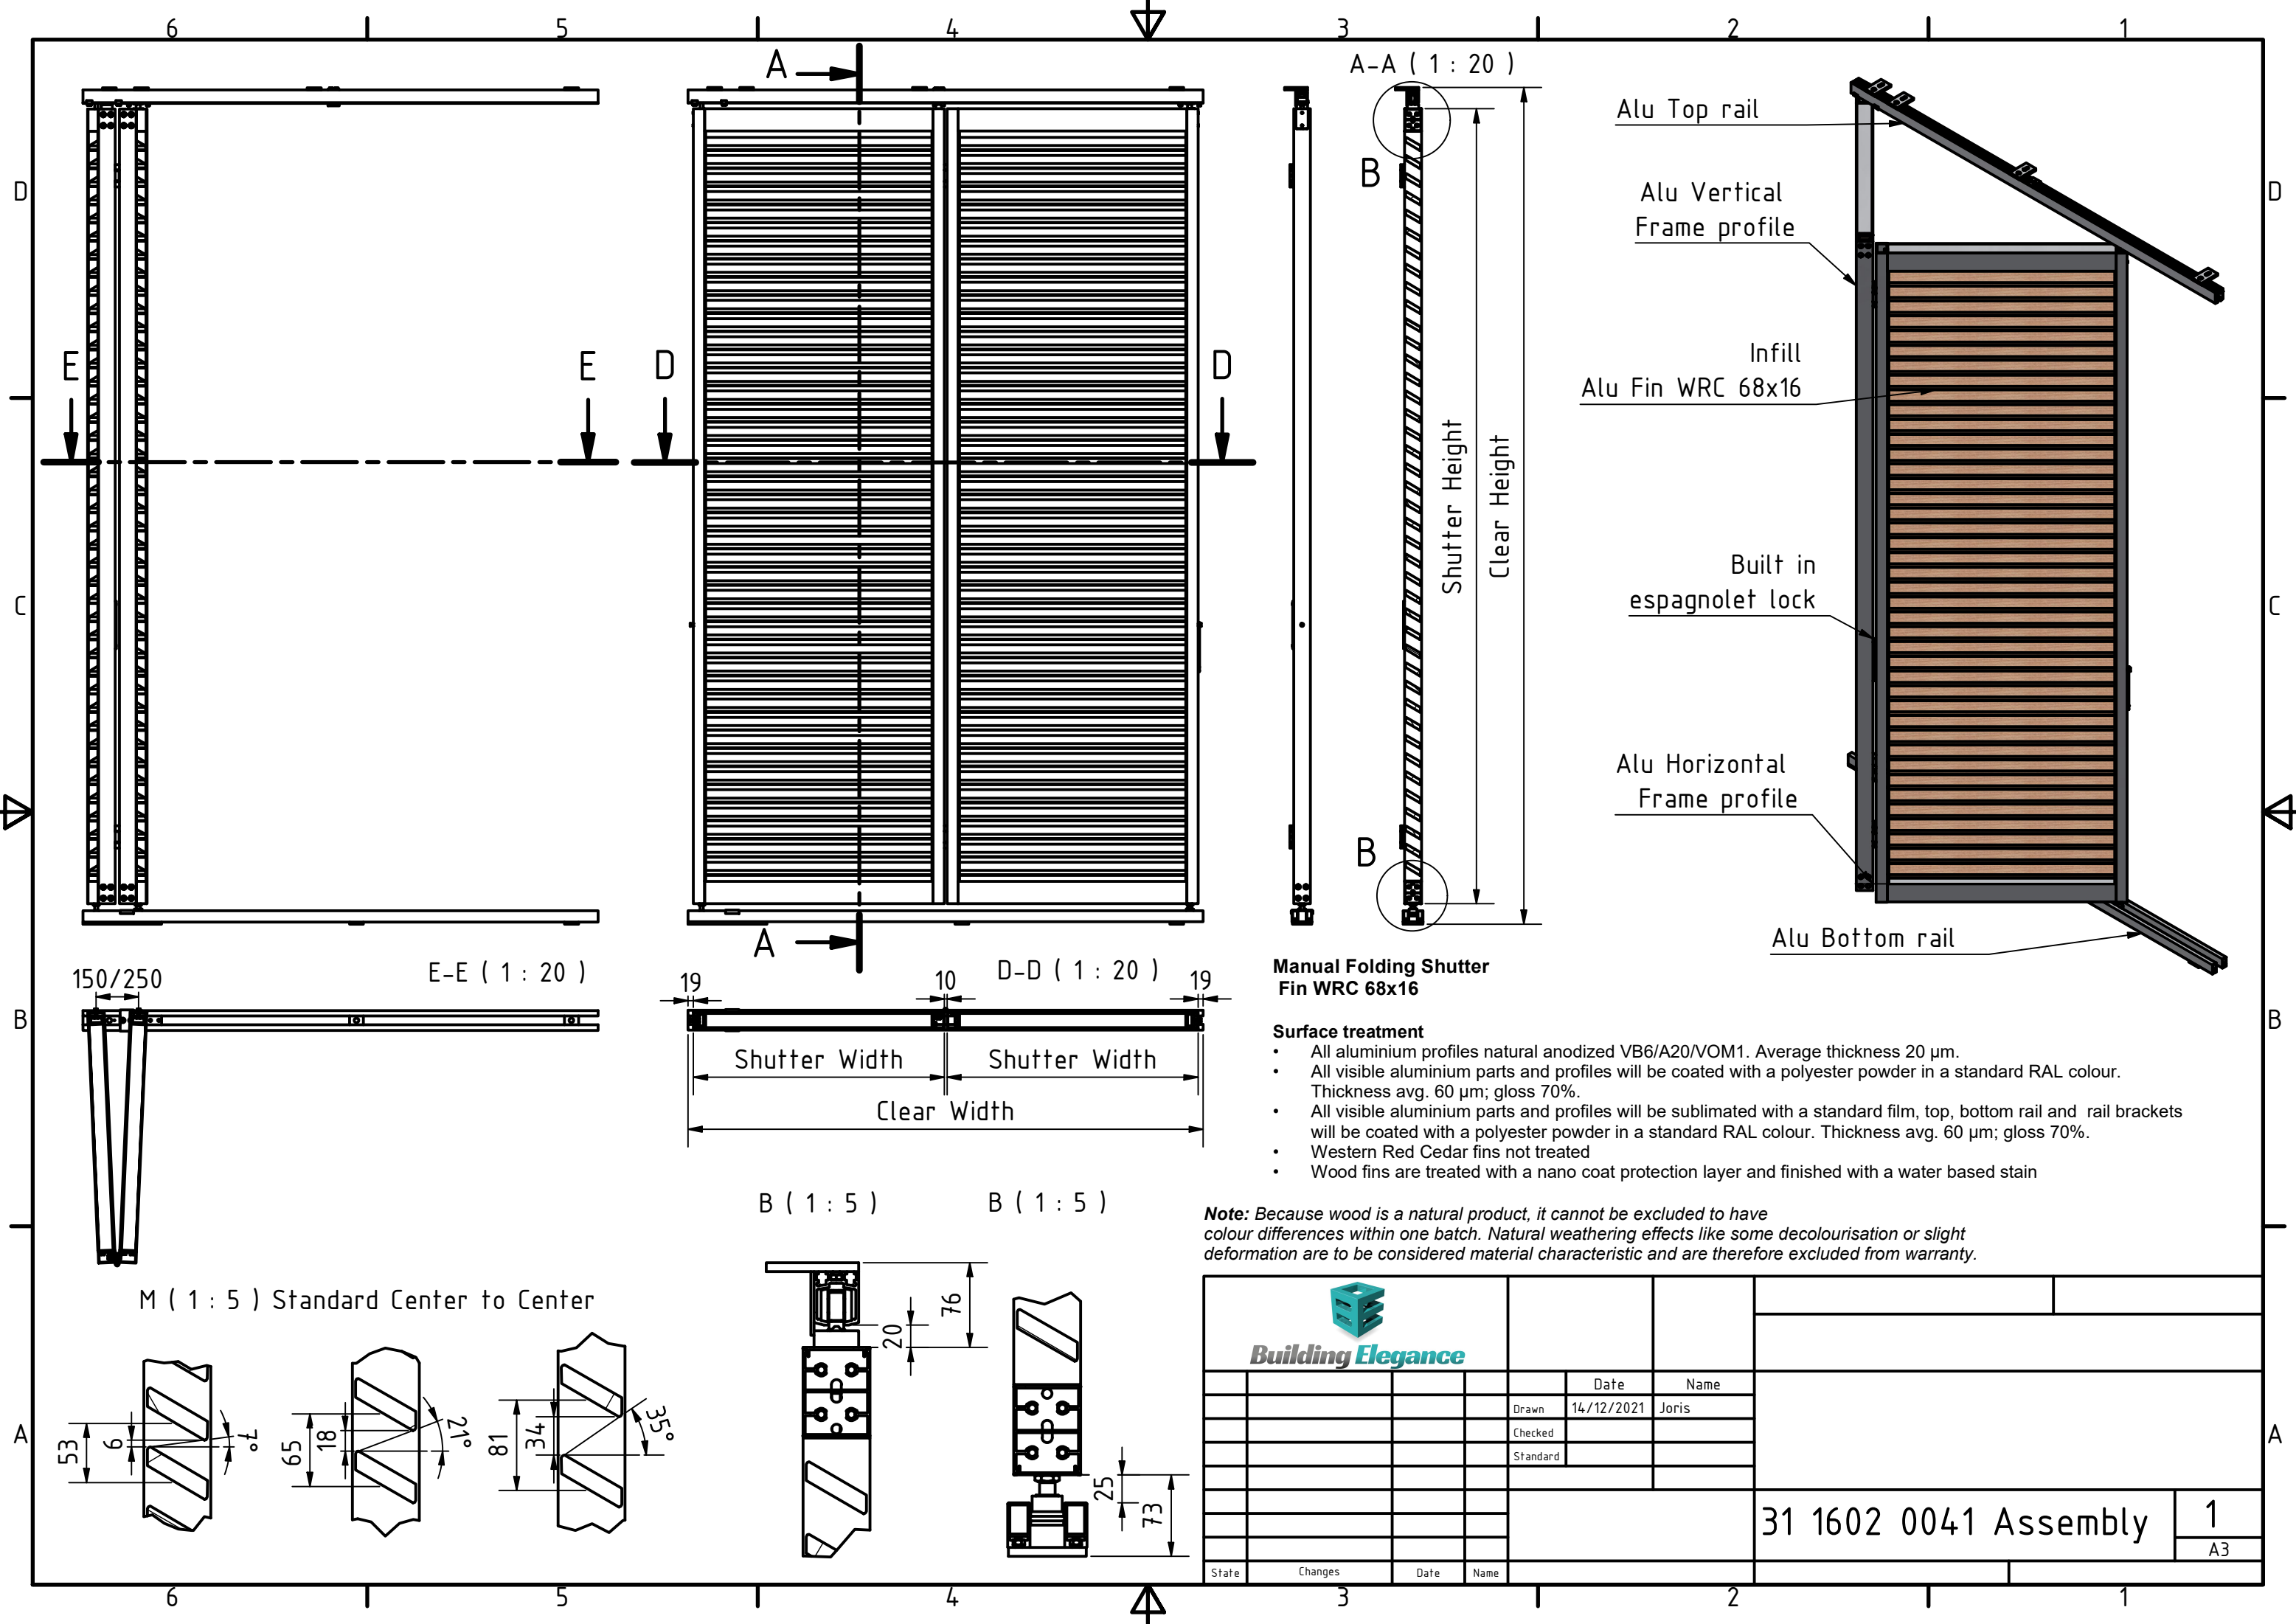 6 5 4 3 2 1
A
A-A ( 1 : 20 )
D
D
B
E E D D
Shutter Height
Clear Height
Alu Top rail
Alu Vertical
Frame profile
Infill
Alu Fin WRC 68x16
Built in
espagnolet lock
Alu Horizontal
Frame profile
Alu Bottom rail
C
C
B
A
150/250
E-E ( 1 : 20 )
19
10
D-D ( 1 : 20 )
19
B
B
Shutter Width
Shutter Width
Clear Width
Manual Folding Shutter
Fin WRC 68x16
Surface treatment
• All aluminium profiles natural anodized VB6/A20/VOM1. Average thickness 20 µm.
• All visible aluminium parts and profiles will be coated with a polyester powder in a standard RAL colour.
Thickness avg. 60 µm; gloss 70%.
• All visible aluminium parts and profiles will be sublimated with a standard film, top, bottom rail and rail brackets
will be coated with a polyester powder in a standard RAL colour. Thickness avg. 60 µm; gloss 70%.
• Western Red Cedar fins not treated
• Wood fins are treated with a nano coat protection layer and finished with a water based stain
Note: Because wood is a natural product, it cannot be excluded to have
colour differences within one batch. Natural weathering effects like some decolourisation or slight
deformation are to be considered material characteristic and are therefore excluded from warranty.
B ( 1 : 5 )
B ( 1 : 5 )
76
20
25
73
M ( 1 : 5 ) Standard Center to Center
53
6
7°
65
18
21°
81
34
35°
A
A
Building Elegance
Date Name
Drawn 14/12/2021 Joris
Checked
Standard
31 1602 0041 Assembly
1
A3
State Changes Date Name
6 5 4 3 2 1